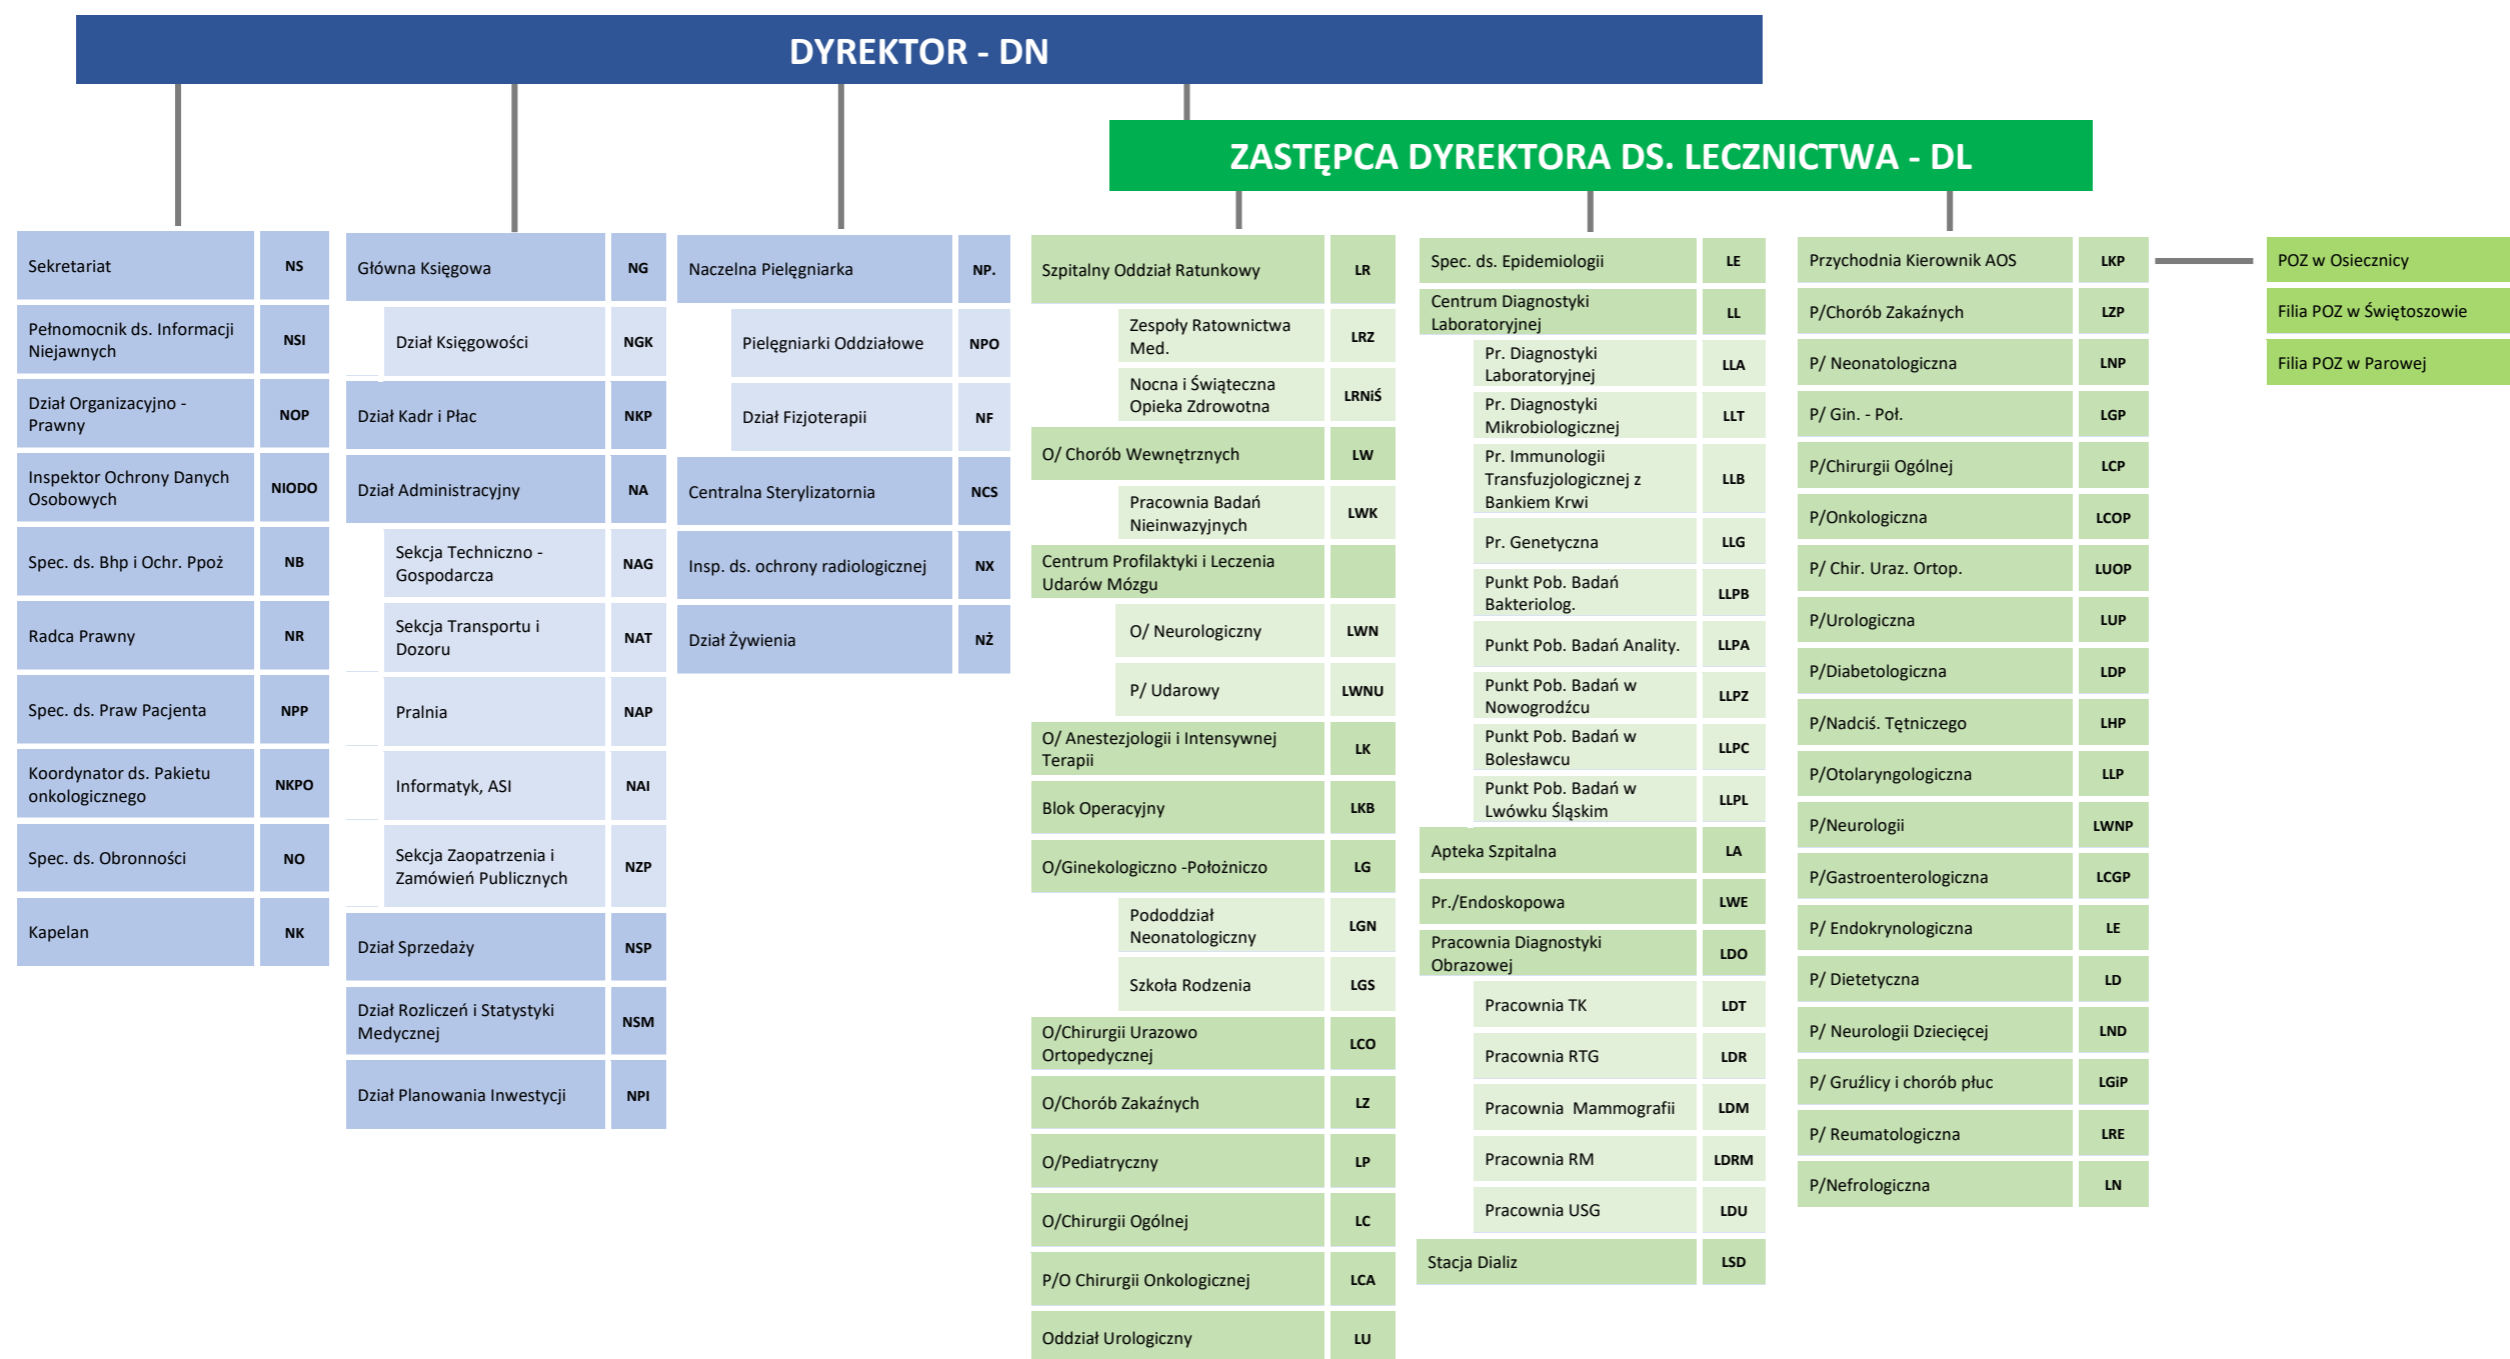 DYREKTOR - DN
ZASTĘPCA DYREKTORA DS. LECZNICTWA - DL
Sekretariat NS
Pełnomocnik ds. Informacji
Niejawnych NSI
Dział Organizacyjno -
Prawny NOP
Inspektor Ochrony Danych
Osobowych NIODO
Spec. ds. Bhp i Ochr. Ppoż NB
Radca Prawny NR
Spec. ds. Praw Pacjenta NPP
Koordynator ds. Pakietu
onkologicznego NKPO
Spec. ds. Obronności NO
Kapelan NK
Główna Księgowa NG
Dział Księgowości NGK
Dział Kadr i Płac NKP
Dział Administracyjny NA
Sekcja Techniczno -
Gospodarcza NAG
Sekcja Transportu i
Dozoru NAT
Pralnia NAP
Informatyk, ASI NAI
Sekcja Zaopatrzenia i
Zamówień Publicznych NZP
Dział Sprzedaży NSP
Dział Rozliczeń i Statystyki
Medycznej NSM
Dział Planowania Inwestycji NPI
Naczelna Pielęgniarka NP.
Pielęgniarki Oddziałowe NPO
Dział Fizjoterapii NF
Centralna Sterylizatornia NCS
Insp. ds. ochrony radiologicznej NX
Dział Żywienia NŻ
Szpitalny Oddział Ratunkowy LR
Zespoły Ratownictwa
Med. LRZ
Nocna i Świąteczna
Opieka Zdrowotna LRNiŚ
O/ Chorób Wewnętrznych LW
Pracownia Badań
Nieinwazyjnych LWK
Centrum Profilaktyki i Leczenia
Udarów Mózgu
O/ Neurologiczny LWN
P/ Udarowy LWNU
O/ Anestezjologii i Intensywnej
Terapii LK
Blok Operacyjny LKB
O/Ginekologiczno -Położniczo LG
Pododdział
Neonatologiczny LGN
Szkoła Rodzenia LGS
O/Chirurgii Urazowo
Ortopedycznej LCO
O/Chorób Zakaźnych LZ
O/Pediatryczny LP
O/Chirurgii Ogólnej LC
P/O Chirurgii Onkologicznej LCA
Oddział Urologiczny LU
Spec. ds. Epidemiologii LE
Centrum Diagnostyki
Laboratoryjnej LL
Pr. Diagnostyki
Laboratoryjnej LLA
Pr. Diagnostyki
Mikrobiologicznej LLT
Pr. Immunologii
Transfuzjologicznej z
Bankiem Krwi LLB
Pr. Genetyczna LLG
Punkt Pob. Badań
Bakteriolog. LLPB
Punkt Pob. Badań Anality. LLPA
Punkt Pob. Badań w
Nowogrodźcu LLPZ
Punkt Pob. Badań w
Bolesławcu LLPC
Punkt Pob. Badań w
Lwówku Śląskim LLPL
Apteka Szpitalna LA
Pr./Endoskopowa LWE
Pracownia Diagnostyki
Obrazowej LDO
Pracownia TK LDT
Pracownia RTG LDR
Pracownia Mammografii LDM
Pracownia RM LDRM
Pracownia USG LDU
Stacja Dializ LSD
Przychodnia Kierownik AOS LKP
P/Chorób Zakaźnych LZP
P/ Neonatologiczna LNP
P/ Gin. - Poł. LGP
P/Chirurgii Ogólnej LCP
P/Onkologiczna LCOP
P/ Chir. Uraz. Ortop. LUOP
P/Urologiczna LUP
P/Diabetologiczna LDP
P/Nadciś. Tętniczego LHP
P/Otolaryngologiczna LLP
P/Neurologii LWNP
P/Gastroenterologiczna LCGP
P/ Endokrynologiczna LE
P/ Dietetyczna LD
P/ Neurologii Dziecięcej LND
P/ Gruźlicy i chorób płuc LGiP
P/ Reumatologiczna LRE
P/Nefrologiczna LN
POZ w Osiecznicy
Filia POZ w Świętoszowie
Filia POZ w Parowej